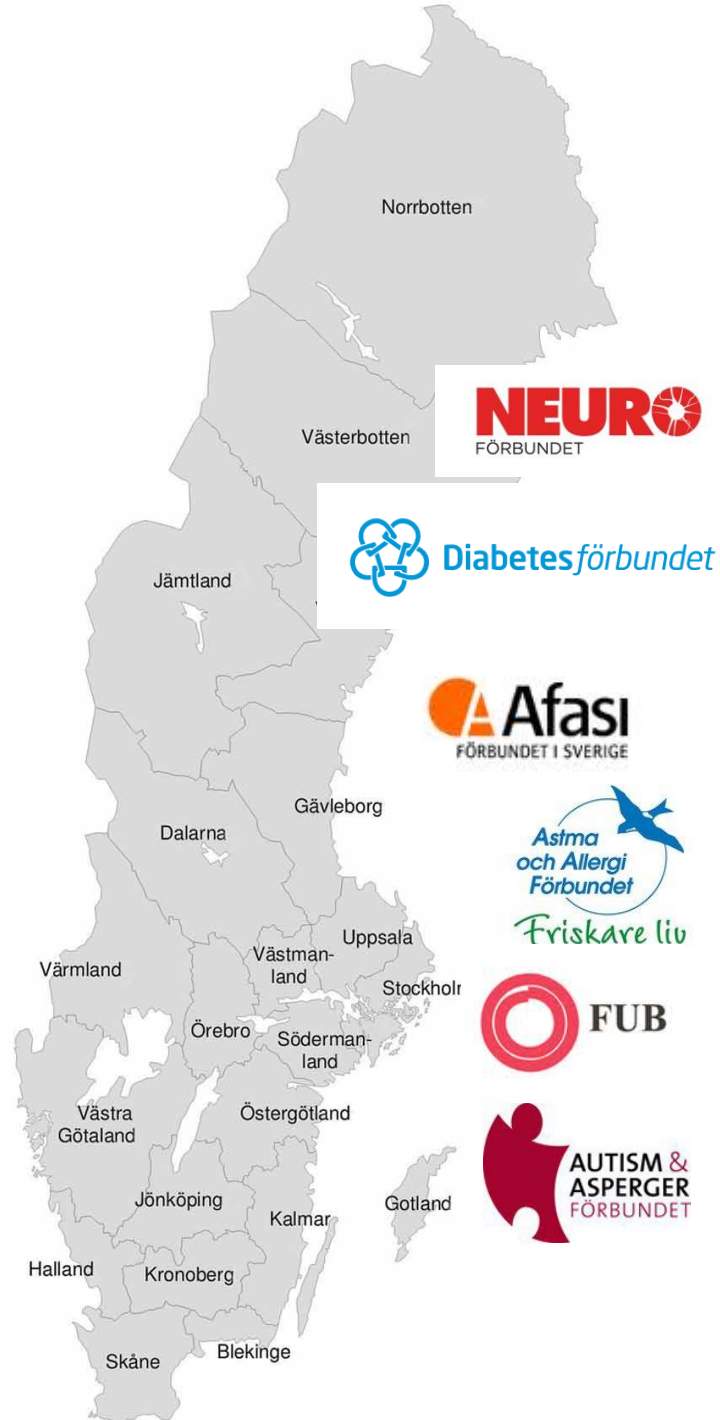 Norrbotten
NEURO
FÖRBUNDET
Västerbotten
Diabetesförbundet
Jämtland
Afasi
FÖRBUNDET I SVERIGE
Gävleborg
Dalarna
Astma
och Allergi
Förbundet
Friskare liv
Uppsala
Västman-
land
Värmland
Stockholm
FUB
Örebro
Söderman-
land
Västra
Götaland
Östergötland
AUTISM &
ASPERGER
FÖRBUNDET
Jönköping
Kalmar
Gotland
Halland
Kronoberg
Blekinge
Skåne